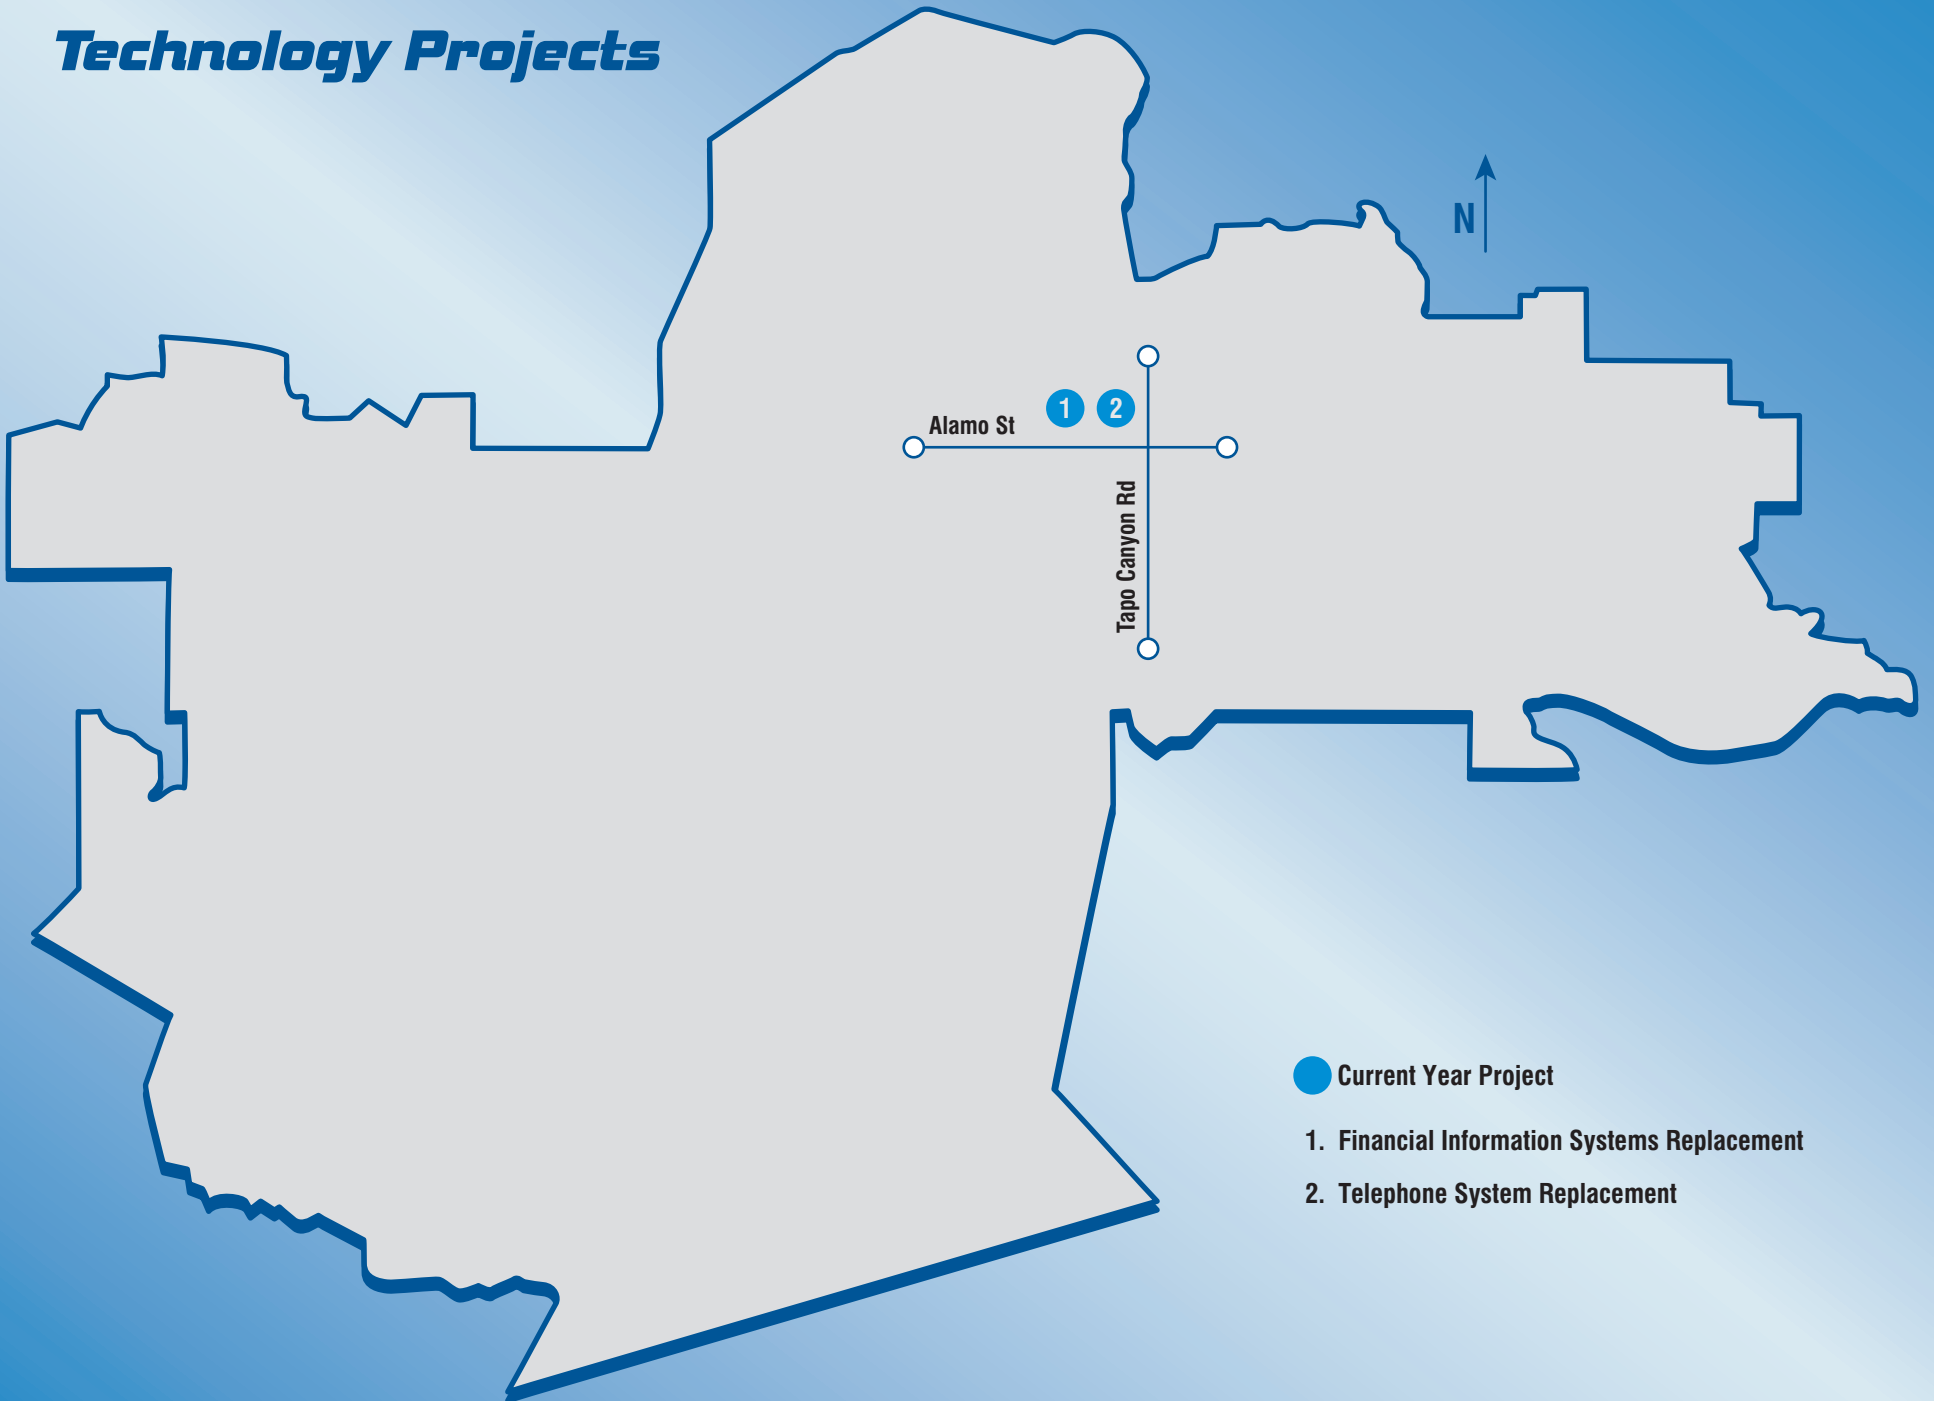 Technology Projects
N
1 2
Alamo St
Tapo Canyon Rd
Current Year Project
1. Financial Information Systems Replacement
2. Telephone System Replacement